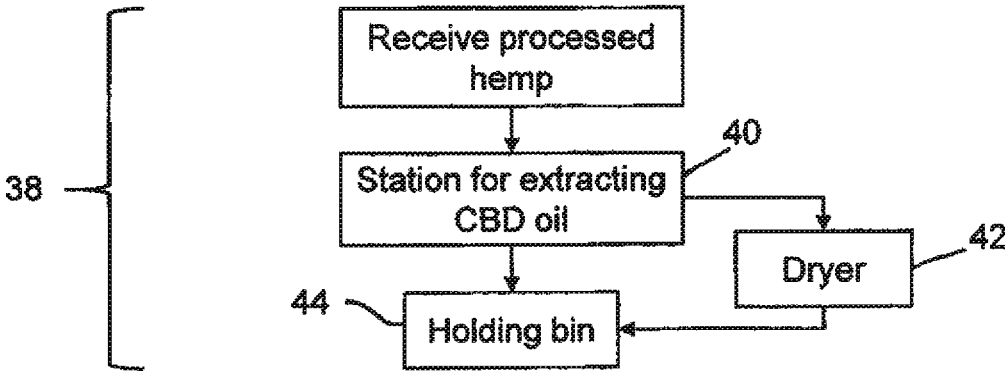 Receive processed
hemp
40
38
Station for extracting
CBD oil
42
Dryer
44
Holding bin